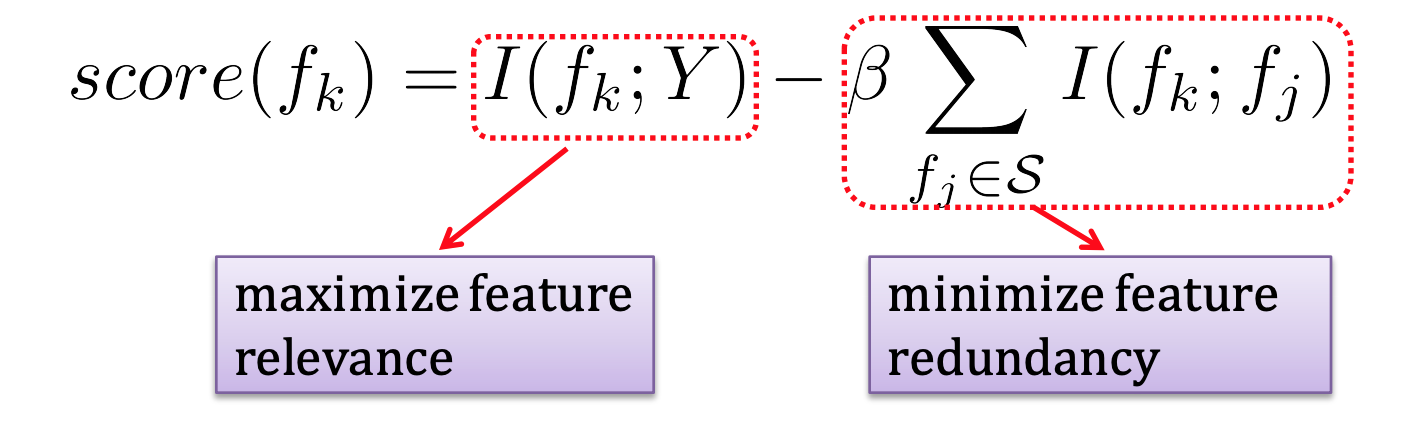 score(f_k) = I(f_k; Y) − β ∑_{f_j∈𝒮} I(f_k; f_j)
maximize feature
relevance
minimize feature
redundancy